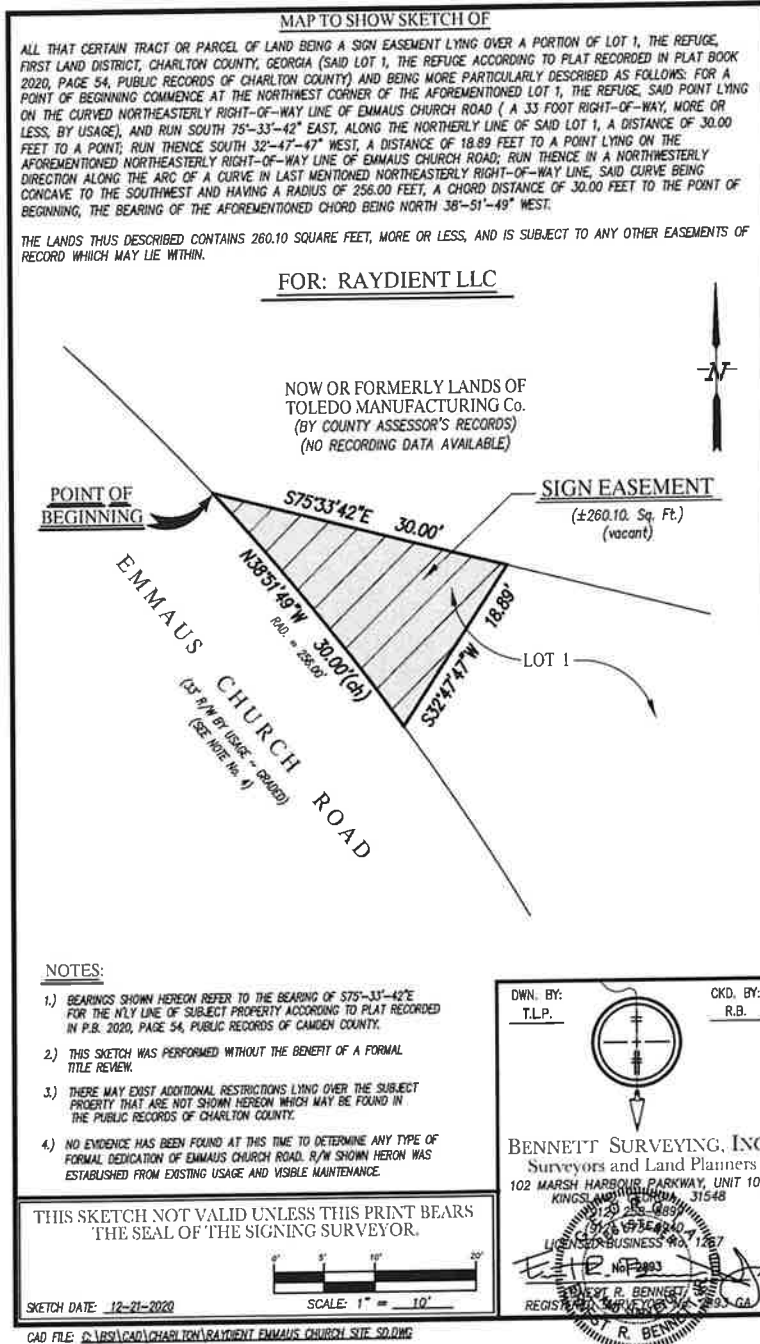 MAP TO SHOW SKETCH OF
ALL THAT CERTAIN TRACT OR PARCEL OF LAND BEING A SIGN EASEMENT LYING OVER A PORTION OF LOT 1, THE REFUGE,
FIRST LAND DISTRICT, CHARLTON COUNTY, GEORGIA (SAID LOT 1, THE REFUGE ACCORDING TO PLAT RECORDED IN PLAT BOOK
2020, PAGE 54, PUBLIC RECORDS OF CHARLTON COUNTY) AND BEING MORE PARTICULARLY DESCRIBED AS FOLLOWS: FOR A
POINT OF BEGINNING COMMENCE AT THE NORTHWEST CORNER OF THE AFOREMENTIONED LOT 1, THE REFUGE, SAID POINT LYING
ON THE CURVED NORTHEASTERLY RIGHT-OF-WAY LINE OF EMMAUS CHURCH ROAD ( A 33 FOOT RIGHT-OF-WAY, MORE OR
LESS, BY USAGE), AND RUN SOUTH 75°-33'-42" EAST, ALONG THE NORTHERLY LINE OF SAID LOT 1, A DISTANCE OF 30.00
FEET TO A POINT; RUN THENCE SOUTH 32°-47'-47" WEST, A DISTANCE OF 18.89 FEET TO A POINT LYING ON THE
AFOREMENTIONED NORTHEASTERLY RIGHT-OF-WAY LINE OF EMMAUS CHURCH ROAD; RUN THENCE IN A NORTHWESTERLY
DIRECTION ALONG THE ARC OF A CURVE IN LAST MENTIONED NORTHEASTERLY RIGHT-OF-WAY LINE, SAID CURVE BEING
CONCAVE TO THE SOUTHWEST AND HAVING A RADIUS OF 256.00 FEET, A CHORD DISTANCE OF 30.00 FEET TO THE POINT OF
BEGINNING, THE BEARING OF THE AFOREMENTIONED CHORD BEING NORTH 38°-51'-49" WEST.
THE LANDS THUS DESCRIBED CONTAINS 260.10 SQUARE FEET, MORE OR LESS, AND IS SUBJECT TO ANY OTHER EASEMENTS OF
RECORD WHICH MAY LIE WITHIN.
FOR: RAYDIENT LLC
N
NOW OR FORMERLY LANDS OF
TOLEDO MANUFACTURING Co.
(BY COUNTY ASSESSOR'S RECORDS)
(NO RECORDING DATA AVAILABLE)
POINT OF
BEGINNING
S75°33'42"E 30.00'
SIGN EASEMENT
(±260.10. Sq. Ft.)
(vacant)
N38°51'49"W 30.00'(ch)
RAD. = 256.00'
S32°47'47"W 18.89'
LOT 1
EMMAUS CHURCH ROAD
(33' R/W BY USAGE ~ GRADED)
(SEE NOTE No. 4)
NOTES:
1.) BEARINGS SHOWN HEREON REFER TO THE BEARING OF S75°-33'-42"E
FOR THE N'LY LINE OF SUBJECT PROPERTY ACCORDING TO PLAT RECORDED
IN P.B. 2020, PAGE 54, PUBLIC RECORDS OF CAMDEN COUNTY.
2.) THIS SKETCH WAS PERFORMED WITHOUT THE BENEFIT OF A FORMAL
TITLE REVIEW.
3.) THERE MAY EXIST ADDITIONAL RESTRICTIONS LYING OVER THE SUBJECT
PROERTY THAT ARE NOT SHOWN HEREON WHICH MAY BE FOUND IN
THE PUBLIC RECORDS OF CHARLTON COUNTY.
4.) NO EVIDENCE HAS BEEN FOUND AT THIS TIME TO DETERMINE ANY TYPE OF
FORMAL DEDICATION OF EMMAUS CHURCH ROAD. R/W SHOWN HERON WAS
ESTABLISHED FROM EXISTING USAGE AND VISIBLE MAINTENANCE.
THIS SKETCH NOT VALID UNLESS THIS PRINT BEARS
THE SEAL OF THE SIGNING SURVEYOR.
0' 5' 10' 20'
SKETCH DATE: 12-21-2020
SCALE: 1" = 10'
DWN. BY:
T.L.P.
CKD. BY:
R.B.
BENNETT SURVEYING, INC
Surveyors and Land Planners
102 MARSH HARBOUR PARKWAY, UNIT 10
31548
LICENSED BUSINESS No. 1267
No. 2893
ERNEST R. BENNETT
REGISTERED SURVEYOR 2893 GA
CAD FILE: C:\BSI\CAD\CHARLTON\RAYDIENT EMMAUS CHURCH SITE SD.DWG